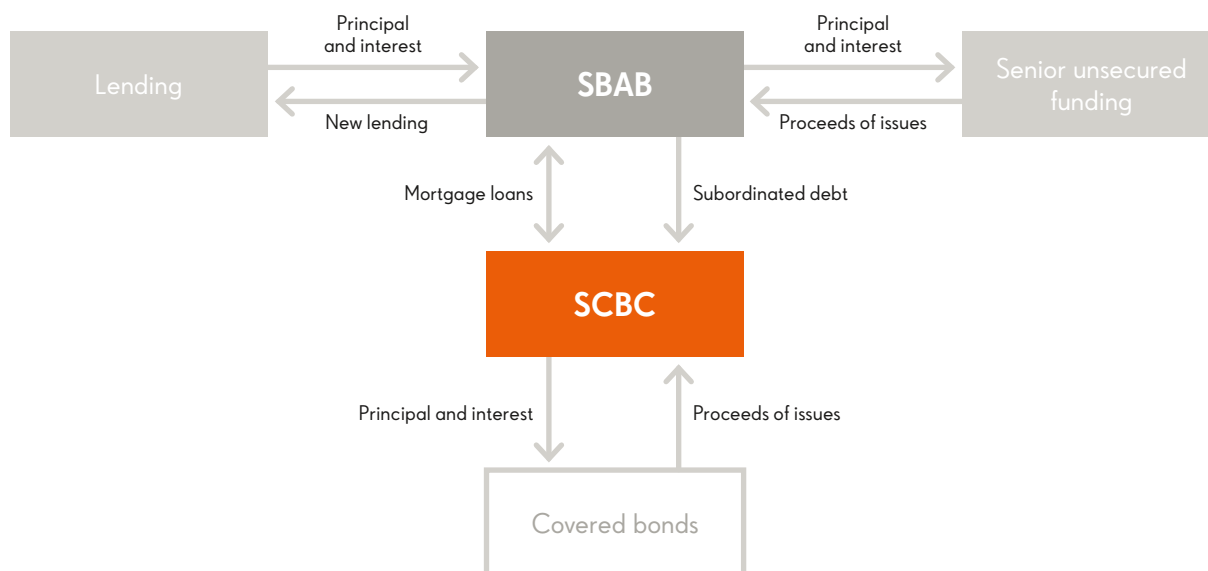 Principal
and interest
Principal
and interest
Lending
SBAB
Senior unsecured
funding
New lending
Proceeds of issues
Mortgage loans
Subordinated debt
SCBC
Principal and interest
Proceeds of issues
Covered bonds